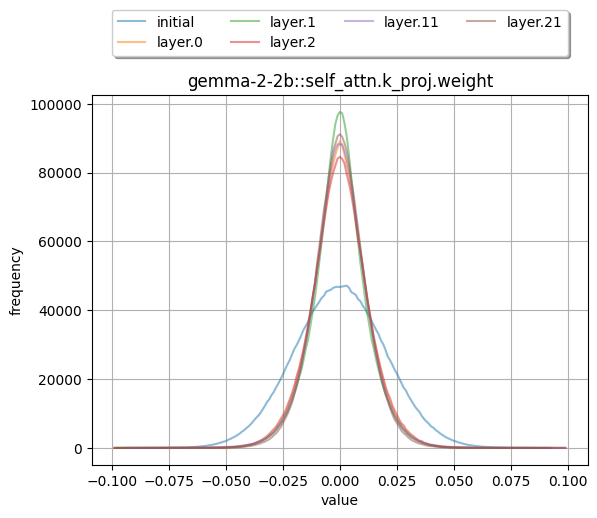 initial layer.1 layer.11 layer.21
layer.0 layer.2
gemma-2-2b::self_attn.k_proj.weight
100000
80000
60000
40000
20000
0
frequency
−0.100 −0.075 −0.050 −0.025 0.000 0.025 0.050 0.075 0.100
value